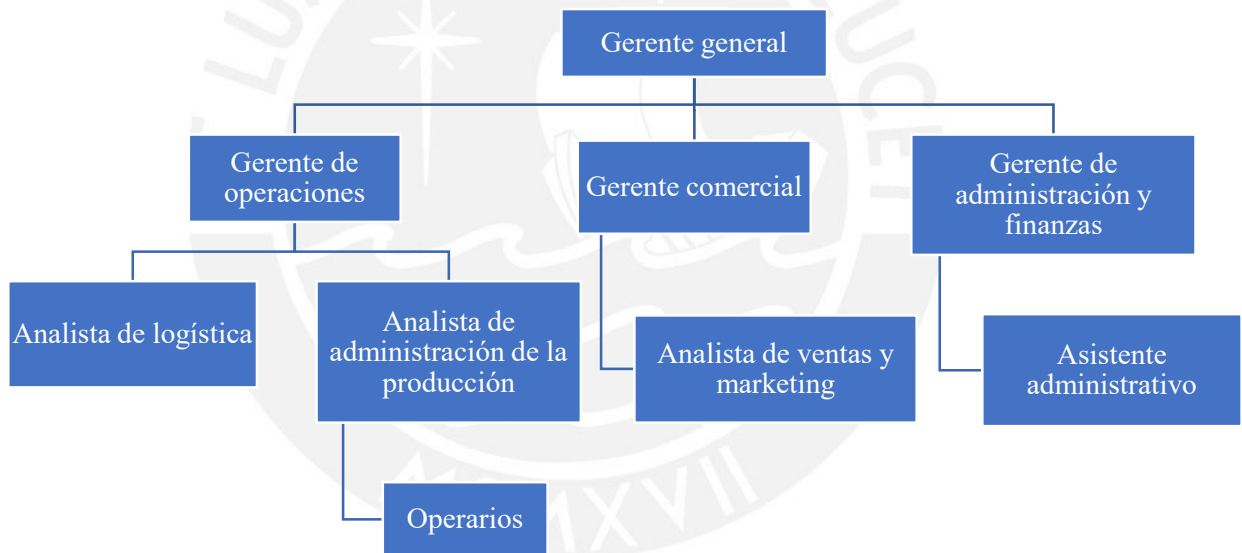 Gerente general
Gerente de
operaciones
Gerente comercial
Gerente de
administración y
finanzas
Analista de logística
Analista de
administración de la
producción
Analista de ventas y
marketing
Asistente
administrativo
Operarios